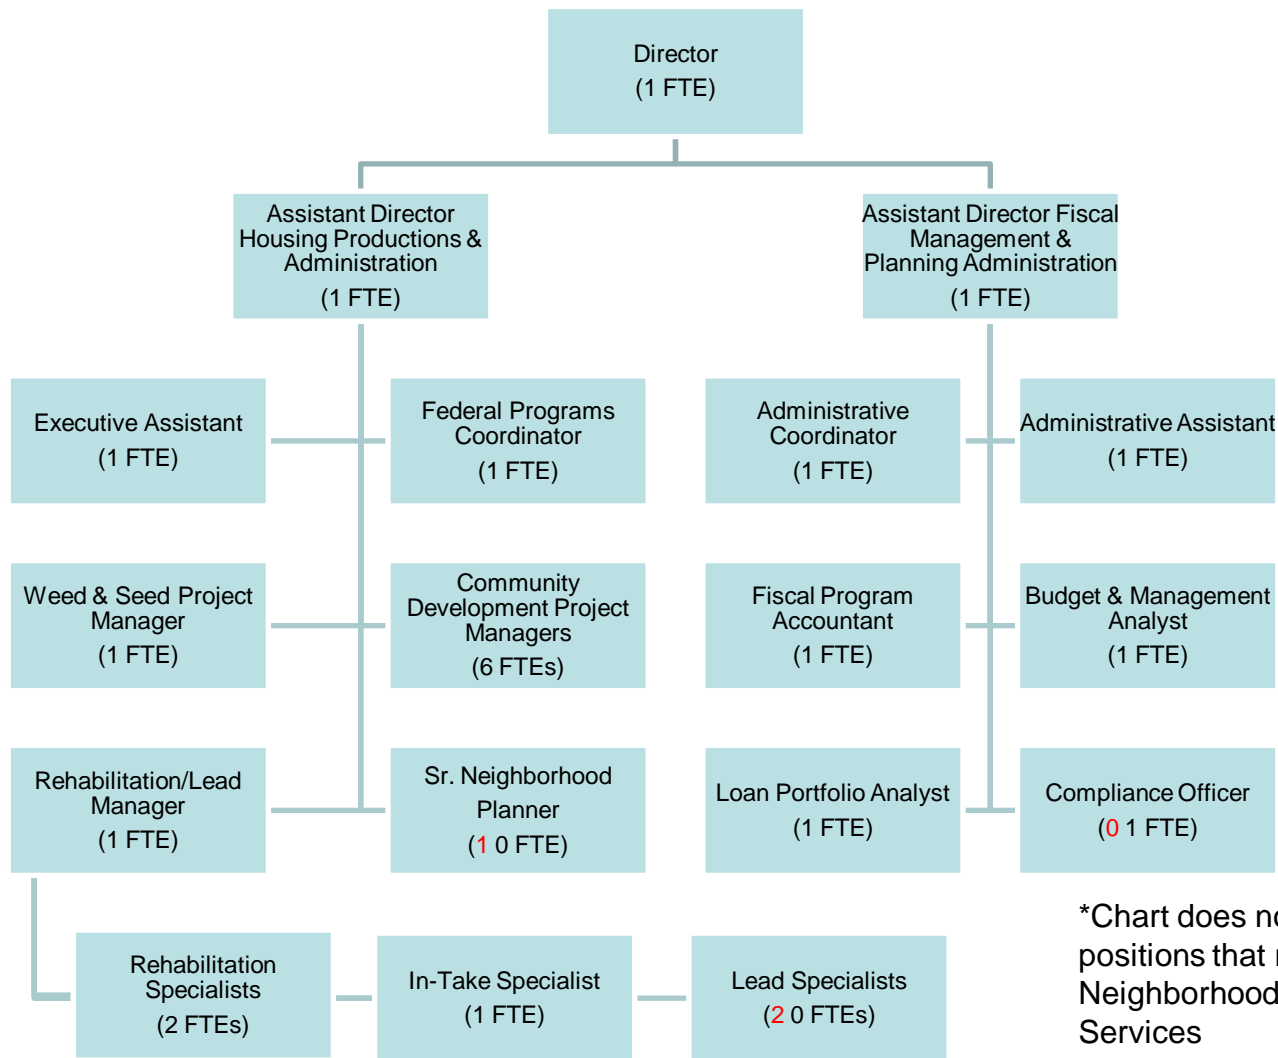 Director
(1 FTE)
Assistant Director
Housing Productions &
Administration
(1 FTE)
Assistant Director Fiscal
Management &
Planning Administration
(1 FTE)
Executive Assistant
(1 FTE)
Federal Programs
Coordinator
(1 FTE)
Administrative
Coordinator
(1 FTE)
Administrative Assistant
(1 FTE)
Weed & Seed Project
Manager
(1 FTE)
Community
Development Project
Managers
(6 FTEs)
Fiscal Program
Accountant
(1 FTE)
Budget & Management
Analyst
(1 FTE)
Rehabilitation/Lead
Manager
(1 FTE)
Sr. Neighborhood
Planner
(1 0 FTE)
Loan Portfolio Analyst
(1 FTE)
Compliance Officer
(0 1 FTE)
Rehabilitation
Specialists
(2 FTEs)
In-Take Specialist
(1 FTE)
Lead Specialists
(2 0 FTEs)
*Chart does
positions that
Neighborhood
Services